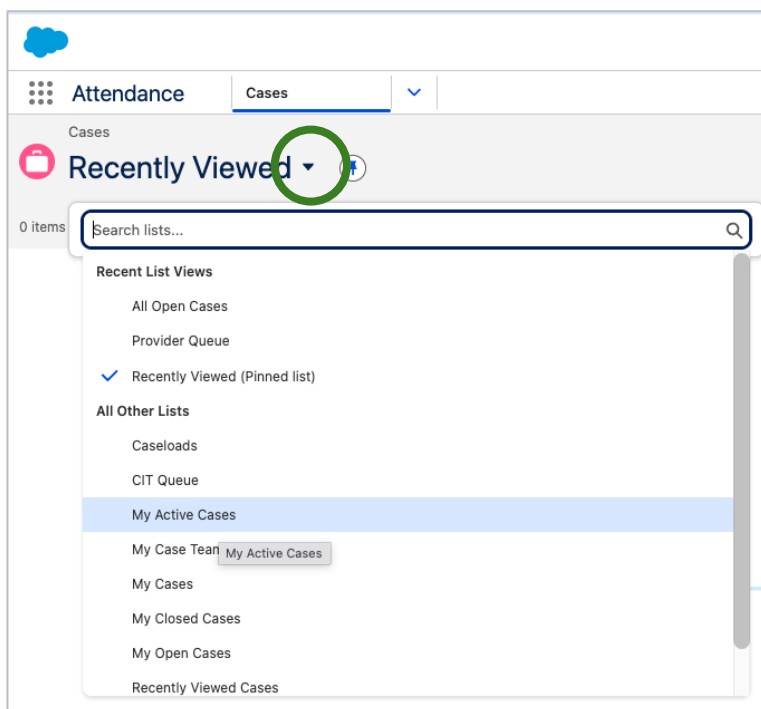 Attendance
Cases
Cases
Recently Viewed
0 items
Search lists...
Recent List Views
All Open Cases
Provider Queue
Recently Viewed (Pinned list)
All Other Lists
Caseloads
CIT Queue
My Active Cases
My Case Team
My Active Cases
My Cases
My Closed Cases
My Open Cases
Recently Viewed Cases